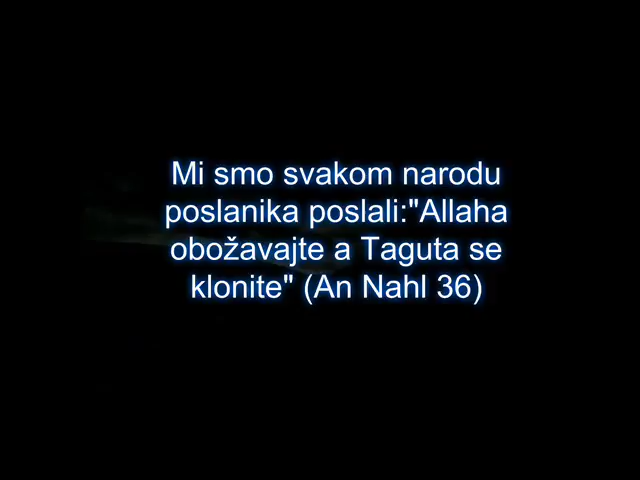 Mi smo svakom narodu
poslanika poslali:"Allaha
obožavajte a Taguta se
klonite" (An Nahl 36)